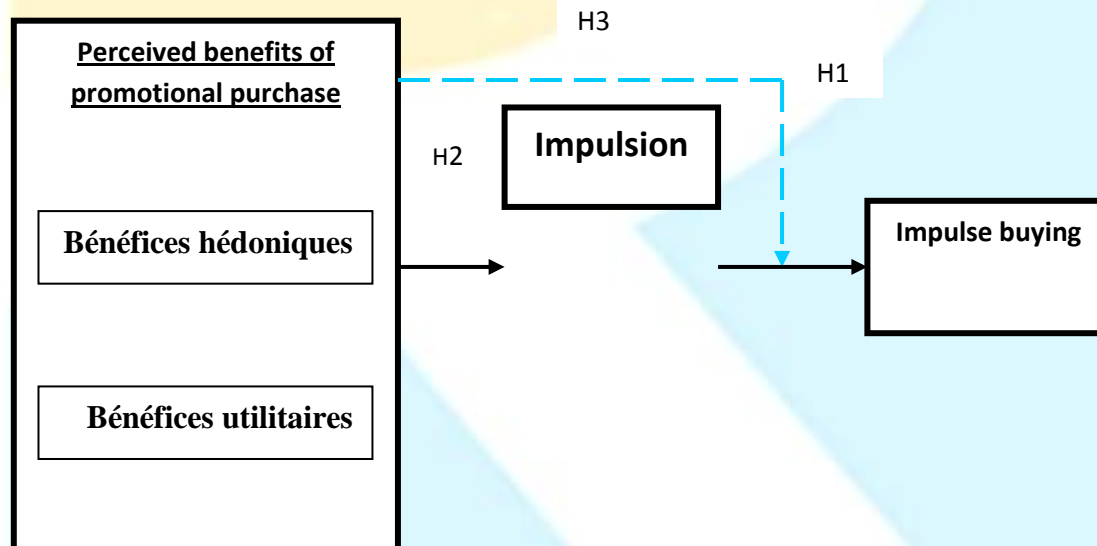 H3
Perceived benefits of
promotional purchase
H1
H2
Impulsion
Bénéfices hédoniques
Impulse buying
Bénéfices utilitaires